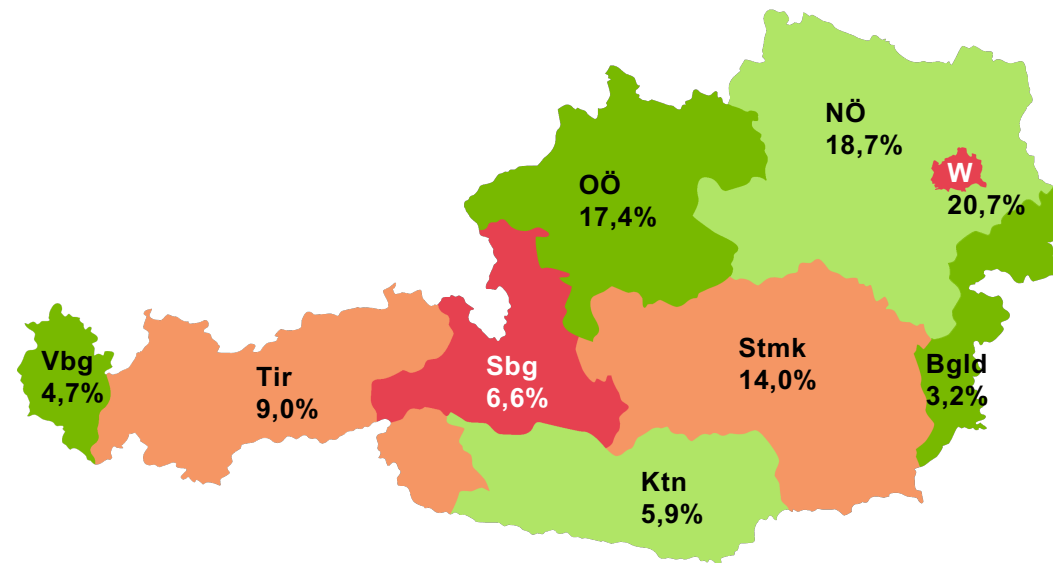 NÖ
18,7%
W
20,7%
OÖ
17,4%
Vbg
4,7%
Tir
9,0%
Sbg
6,6%
Stmk
14,0%
Bgld
3,2%
Ktn
5,9%